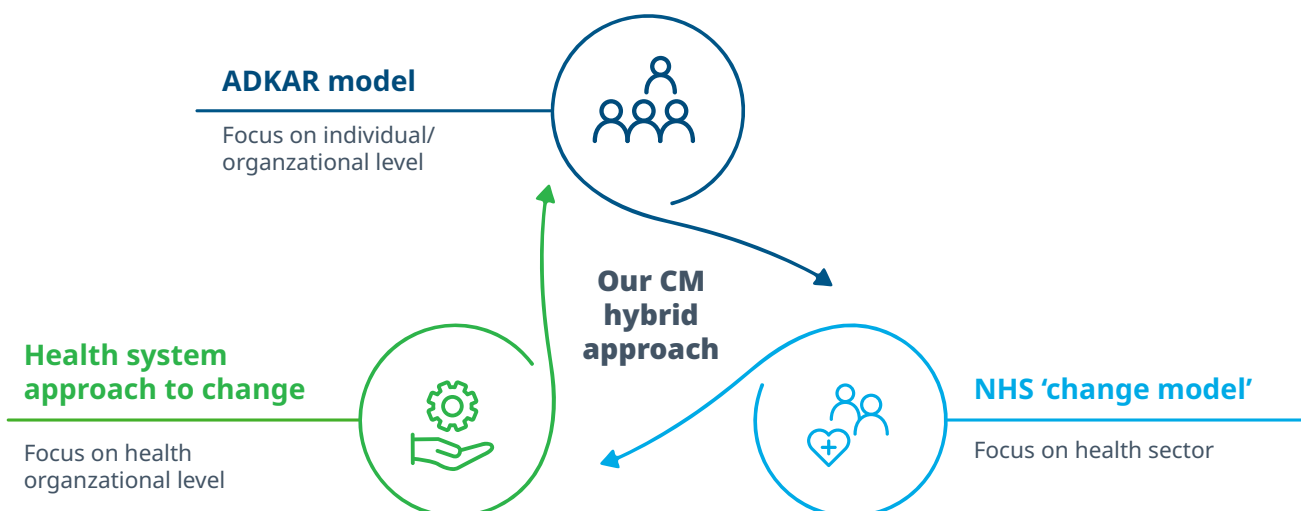 ADKAR model
Focus on individual/
organzational level
Our CM
hybrid
approach
Health system
approach to change
Focus on health
organzational level
NHS ‘change model’
Focus on health sector